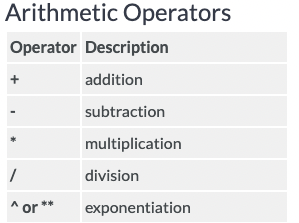 Arithmetic Operators
Operator Description
+ addition
- subtraction
* multiplication
/ division
^ or ** exponentiation